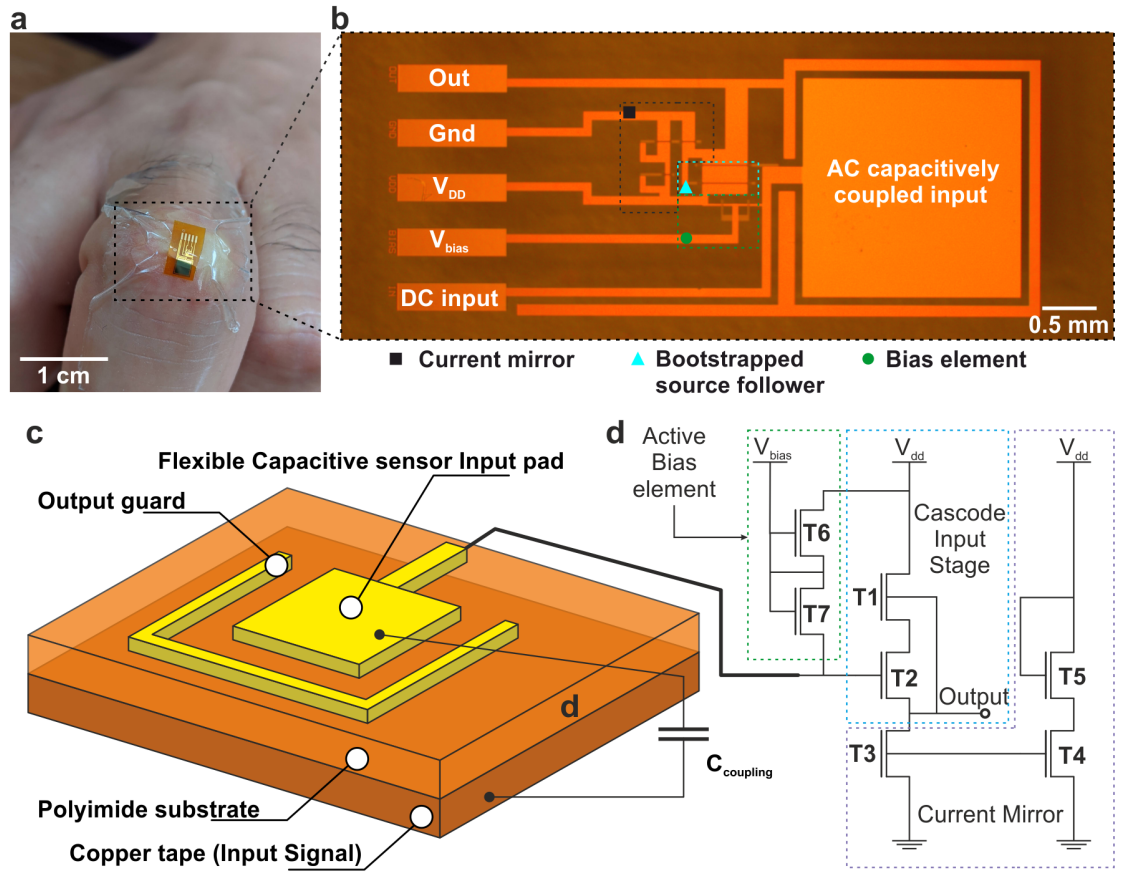 a
b
Out
Gnd
VDD
Vbias
DC input
AC capacitively
coupled input
0.5 mm
1 cm
Current mirror
Bootstrapped
source follower
Bias element
c
Flexible Capacitive sensor Input pad
Output guard
d
Polyimide substrate
Copper tape (Input Signal)
Ccoupling
d
Active
Bias
element
Vbias
Vdd
Vdd
T6
Cascode
Input
Stage
T7
T1
T2
T5
Output
T3
T4
Current Mirror